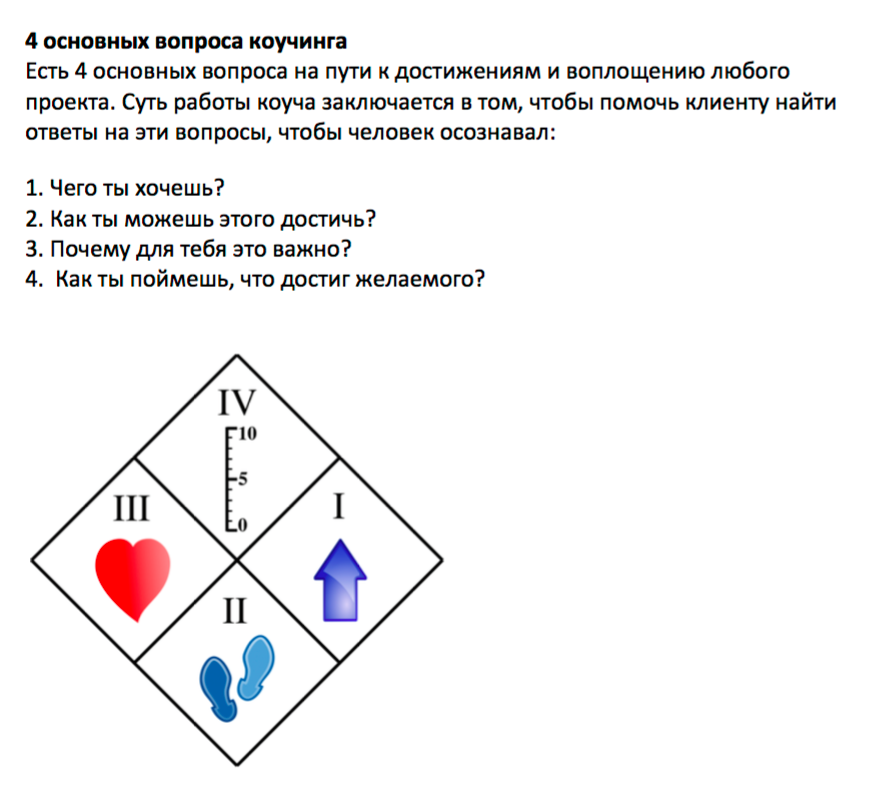 4 основных вопроса коучинга
Есть 4 основных вопроса на пути к достижениям и воплощению любого
проекта. Суть работы коуча заключается в том, чтобы помочь клиенту найти
ответы на эти вопросы, чтобы человек осознавал:
1. Чего ты хочешь?
2. Как ты можешь этого достичь?
3. Почему для тебя это важно?
4.  Как ты поймешь, что достиг желаемого?
IV
10
5
0
III
I
II